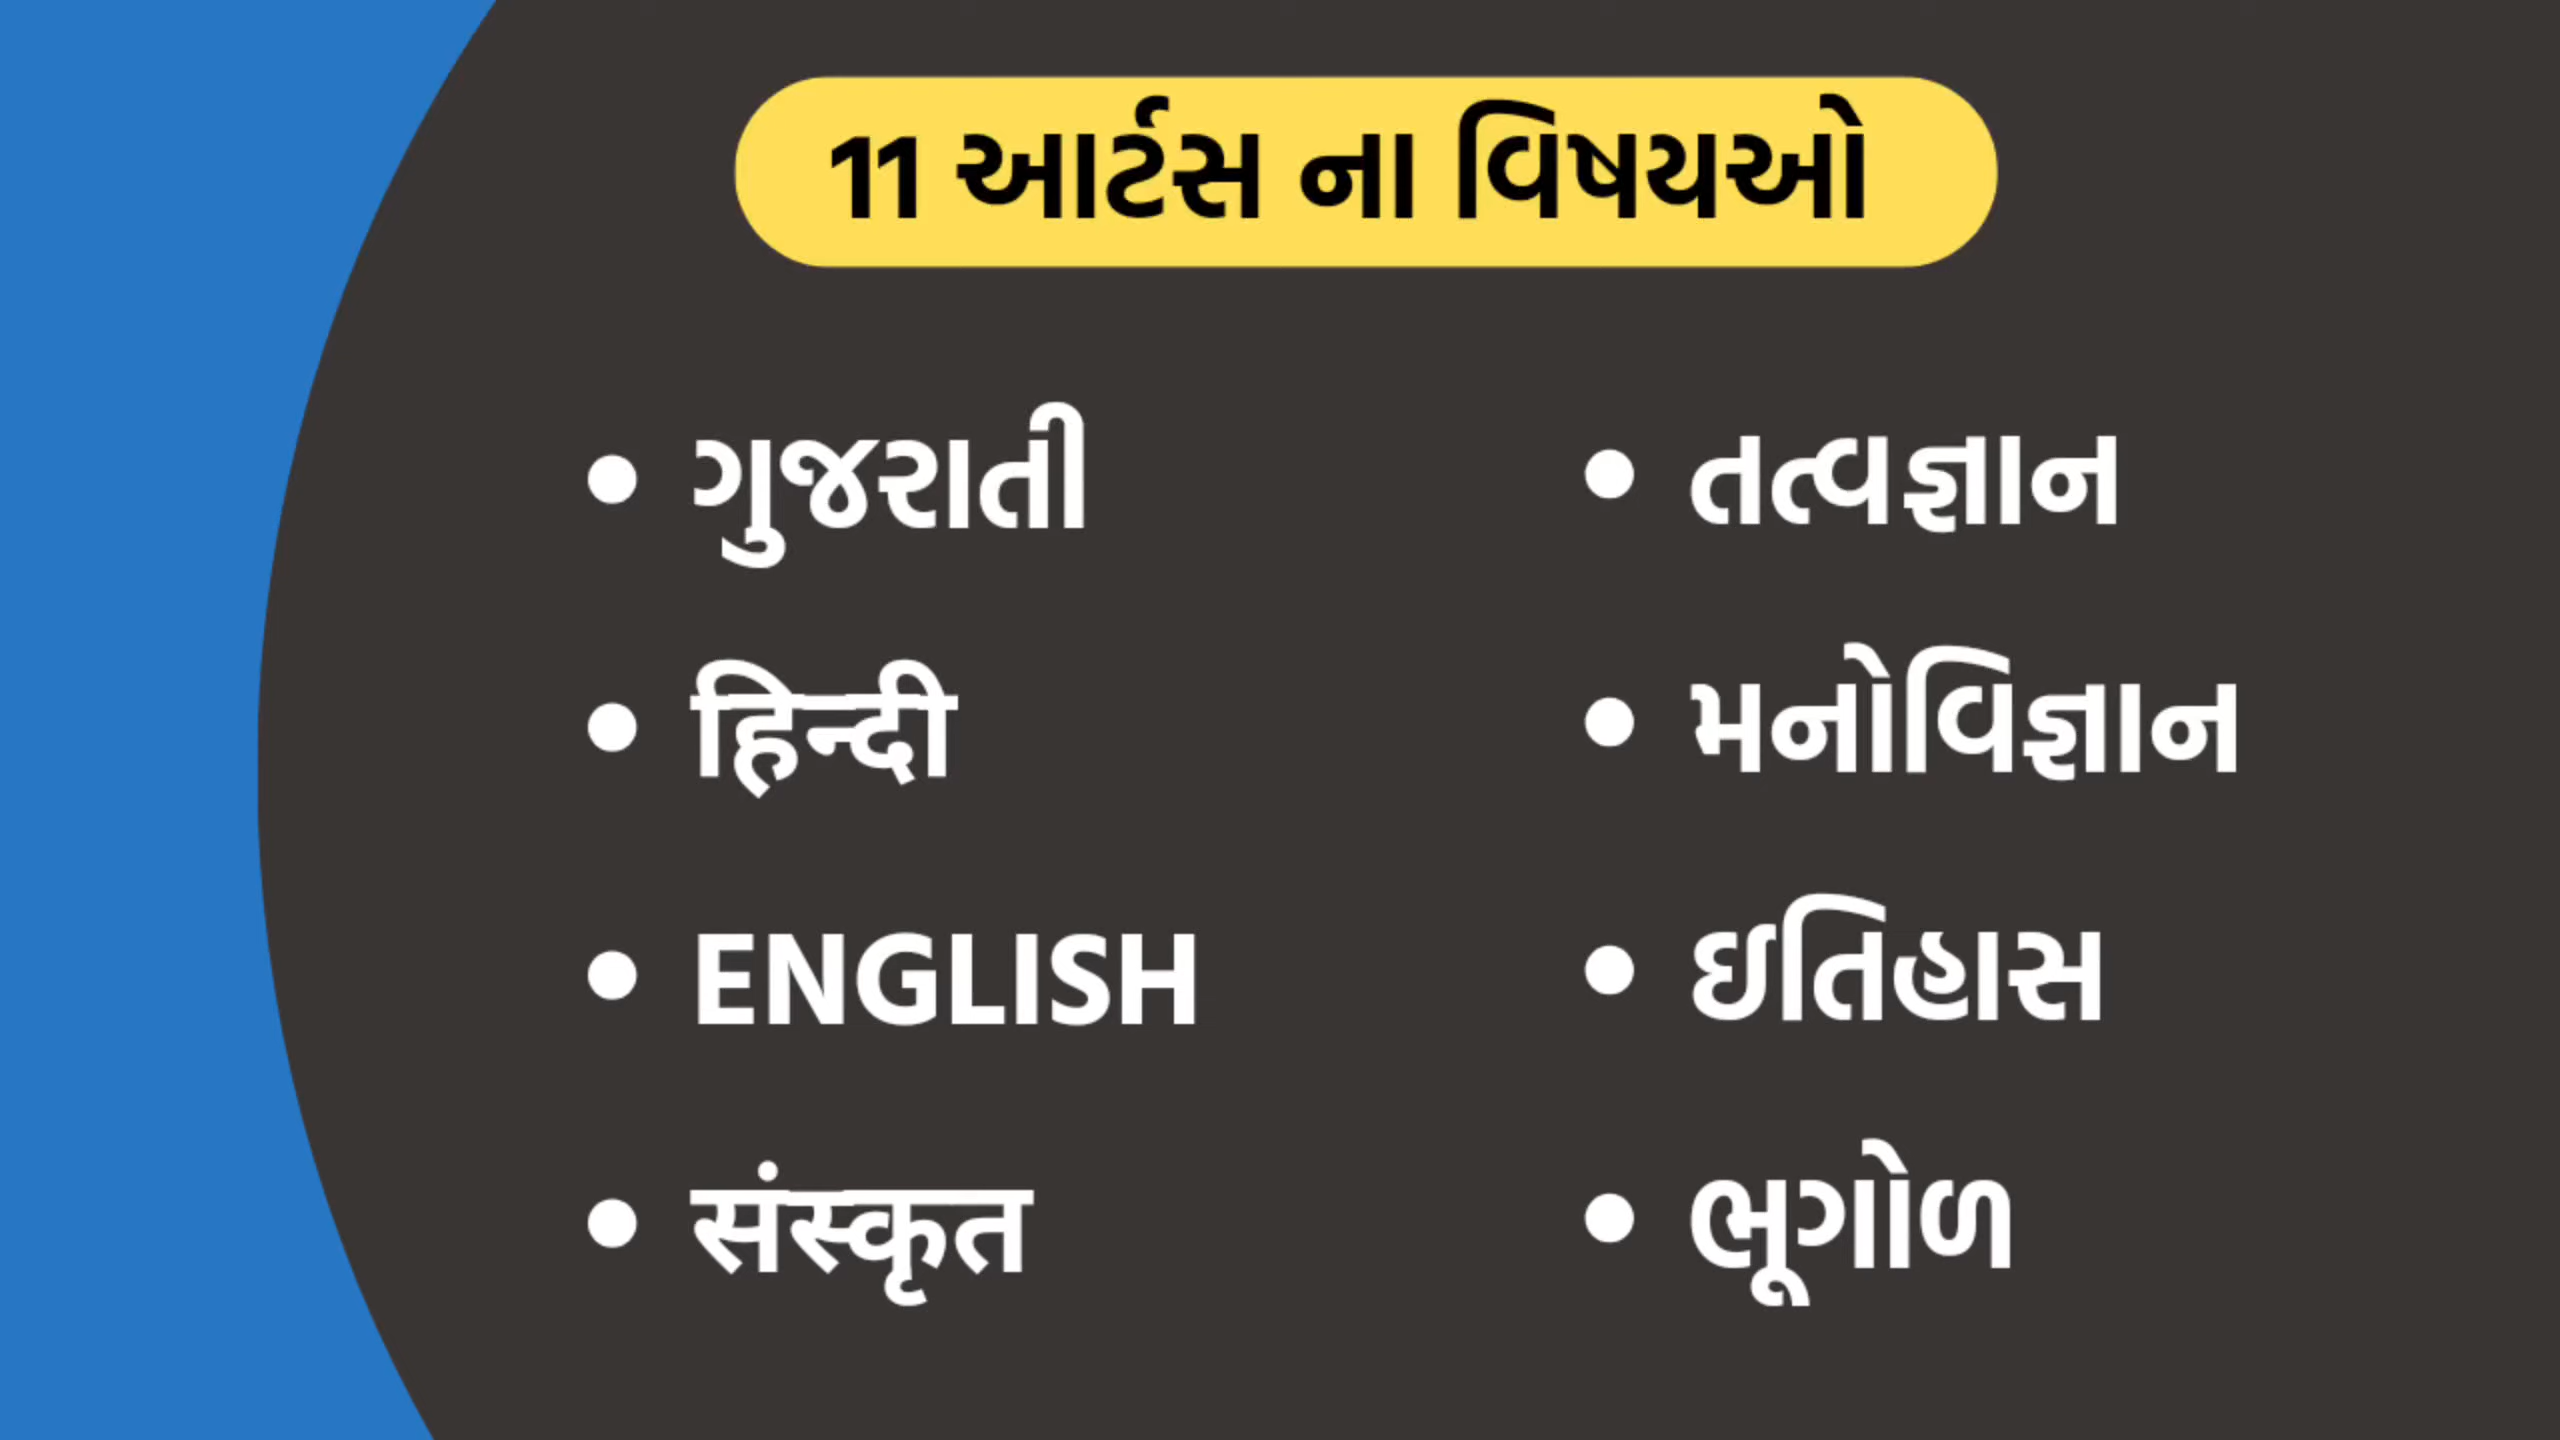 11 આર્ટસ ના વિષયઓ
• ગુજરાતી
• हिन्दी
• ENGLISH
• संस्कृत
• તત્વજ્ઞાન
• મનોવિજ્ઞાન
• ઇતિહાસ
• ભૂગોળ